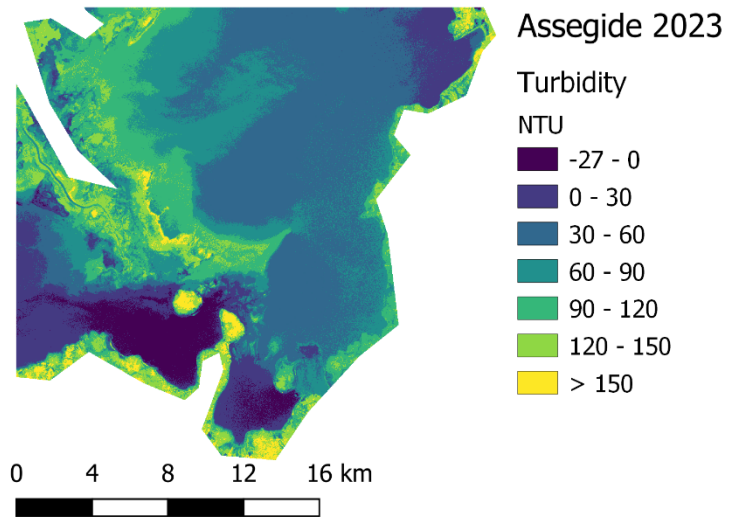 Assegide 2023
Turbidity
NTU
-27 - 0
0 - 30
30 - 60
60 - 90
90 - 120
120 - 150
> 150
0 4 8 12 16 km